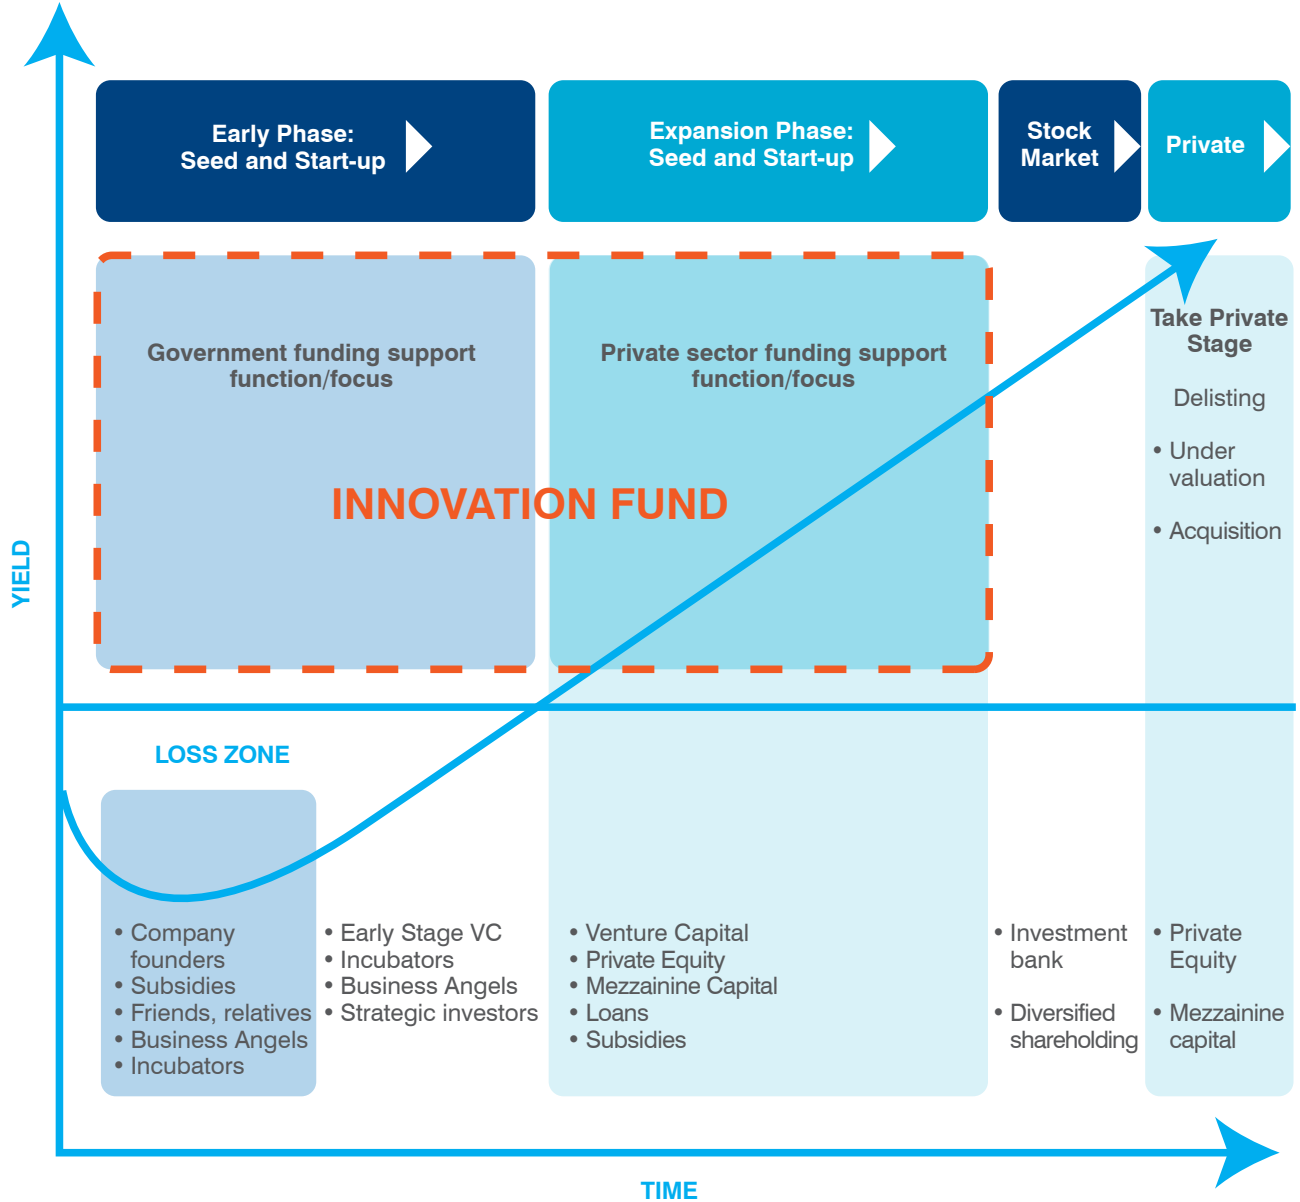 Early Phase:
Seed and Start-up
Expansion Phase:
Seed and Start-up
Stock
Market
Private
Government funding support
function/focus
Private sector funding support
function/focus
INNOVATION FUND
Take Private
Stage
Delisting
• Under
valuation
• Acquisition
YIELD
LOSS ZONE
• Company
founders
• Subsidies
• Friends, relatives
• Business Angels
• Incubators
• Early Stage VC
• Incubators
• Business Angels
• Strategic investors
• Venture Capital
• Private Equity
• Mezzainine Capital
• Loans
• Subsidies
• Investment
bank
• Diversified
shareholding
• Private
Equity
• Mezzainine
capital
TIME